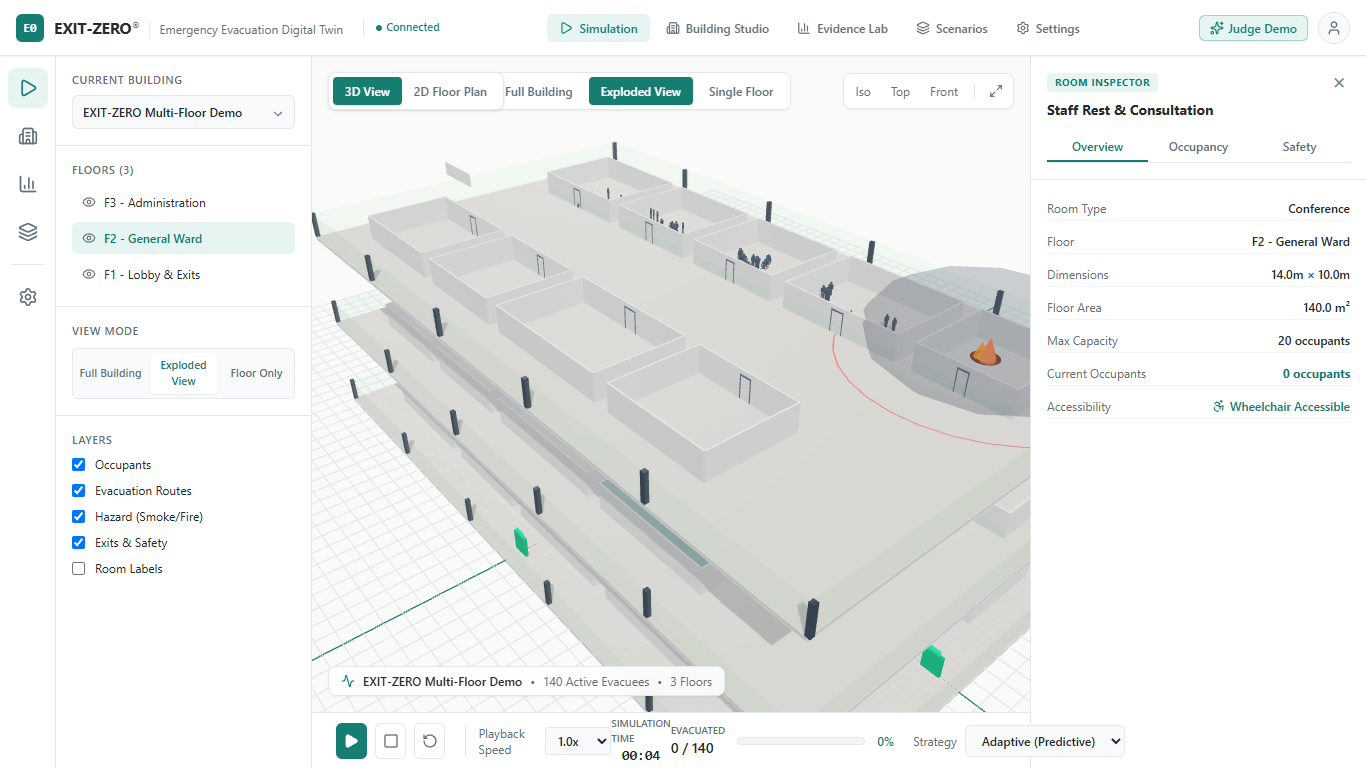 E0 EXIT-ZERO® Emergency Evacuation Digital Twin Connected Simulation Building Studio Evidence Lab Scenarios Settings Judge Demo
CURRENT BUILDING
EXIT-ZERO Multi-Floor Demo
FLOORS (3)
F3 - Administration
F2 - General Ward
F1 - Lobby & Exits
VIEW MODE
Full Building
Exploded
View
Floor Only
LAYERS
Occupants
Evacuation Routes
Hazard (Smoke/Fire)
Exits & Safety
Room Labels
3D View 2D Floor Plan Full Building Exploded View Single Floor Iso Top Front
EXIT-ZERO Multi-Floor Demo • 140 Active Evacuees • 3 Floors
Playback
Speed
1.0x
SIMULATION
TIME
00:04
EVACUATED
0 / 140
0%
Strategy
Adaptive (Predictive)
ROOM INSPECTOR
Staff Rest & Consultation
Overview Occupancy Safety
Room Type Conference
Floor F2 - General Ward
Dimensions 14.0m × 10.0m
Floor Area 140.0 m²
Max Capacity 20 occupants
Current Occupants 0 occupants
Accessibility Wheelchair Accessible